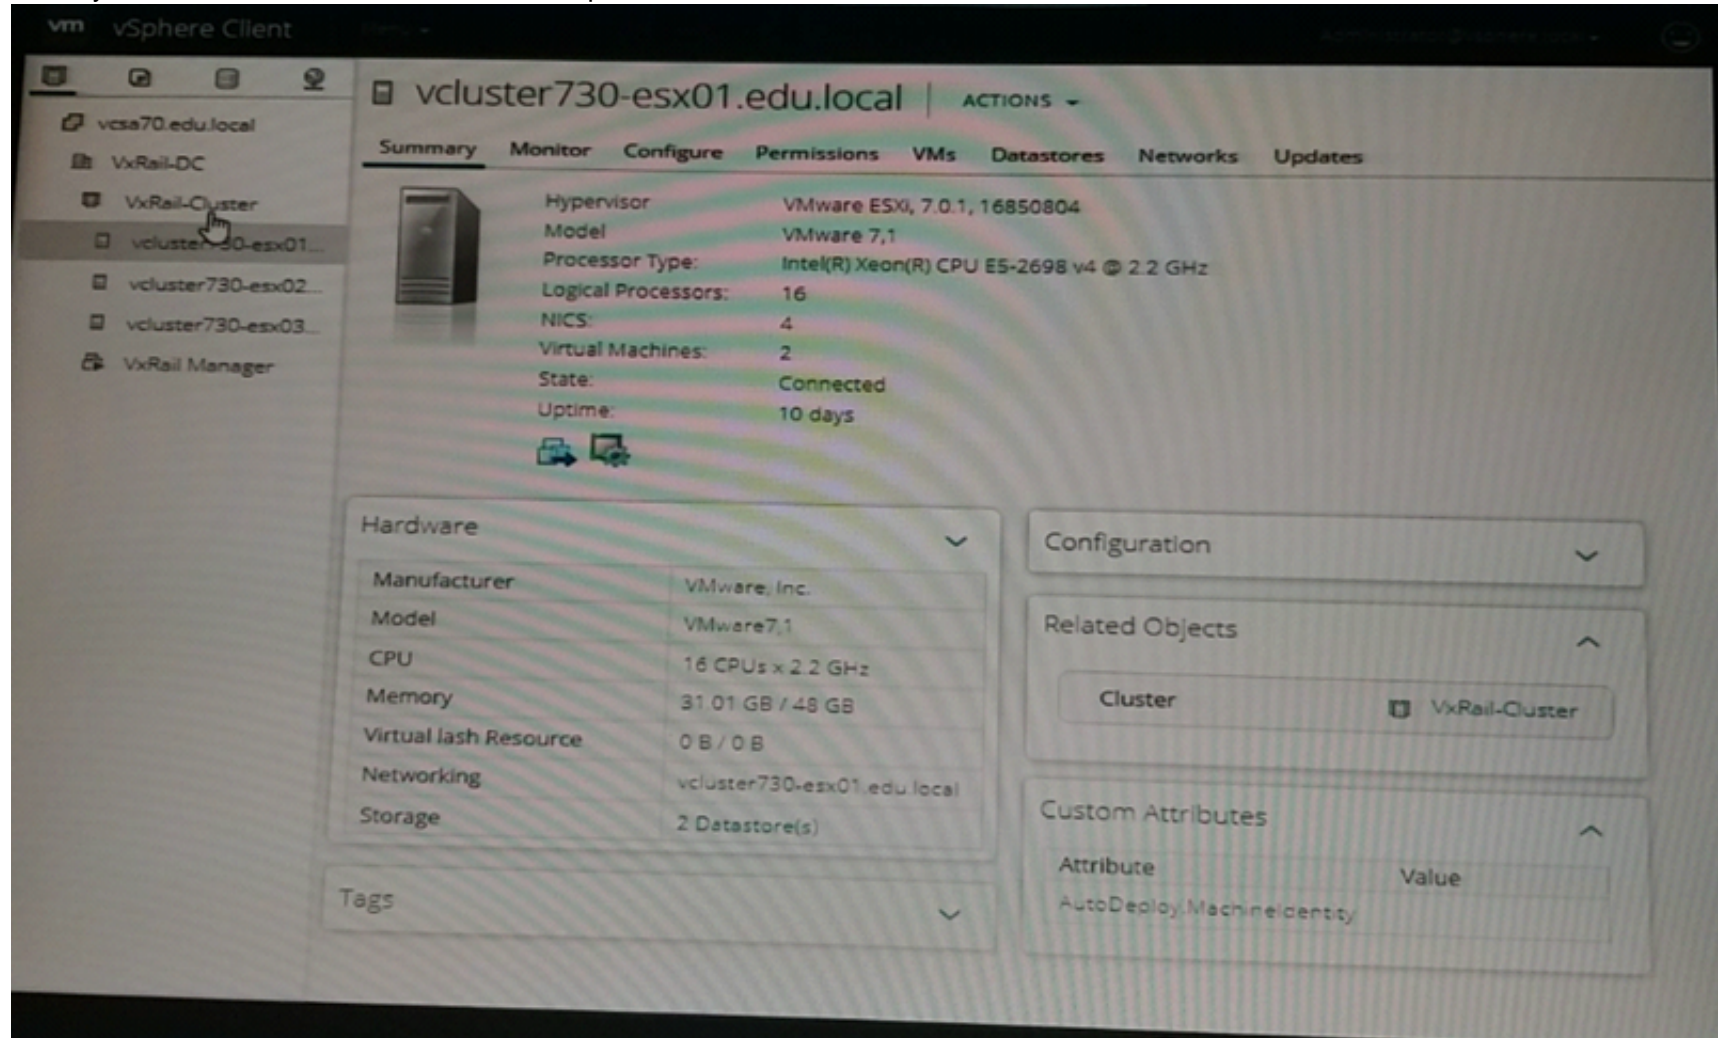 vm vSphere Client
vcsa70.edu.local
VxRail-DC
VxRail-Cluster
vcluster730-esx01...
vcluster730-esx02...
vcluster730-esx03...
VxRail Manager
vcluster730-esx01.edu.local | ACTIONS
Summary Monitor Configure Permissions VMs Datastores Networks Updates
Hypervisor VMware ESXi, 7.0.1, 16850804
Model VMware 7,1
Processor Type: Intel(R) Xeon(R) CPU E5-2698 v4 @ 2.2 GHz
Logical Processors: 16
NICS: 4
Virtual Machines: 2
State: Connected
Uptime: 10 days
Hardware
Manufacturer VMware, Inc.
Model VMware7,1
CPU 16 CPUs x 2.2 GHz
Memory 31.01 GB / 48 GB
Virtual lash Resource 0 B / 0 B
Networking vcluster730-esx01.edu.local
Storage 2 Datastore(s)
Tags
Configuration
Related Objects
Cluster VxRail-Cluster
Custom Attributes
Attribute Value
AutoDeploy.MachineIdentity